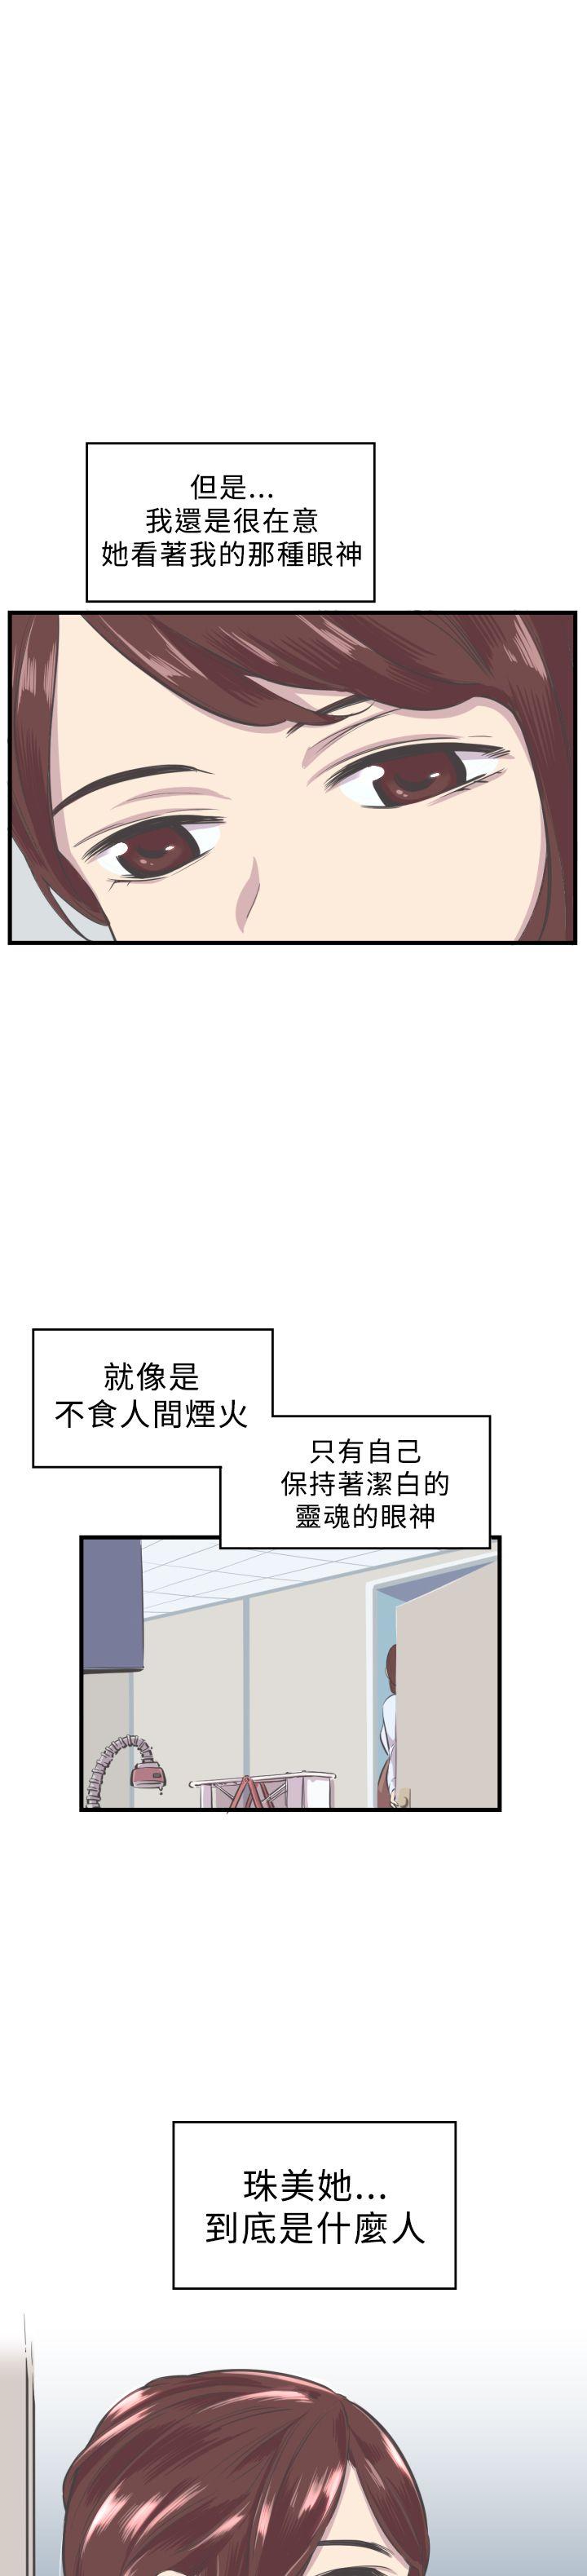 但是...
我還是很在意
她看著我的那種眼神
就像是
不食人間煙火
只有自己
保持著潔白的
靈魂的眼神
珠美她...
到底是什麼人